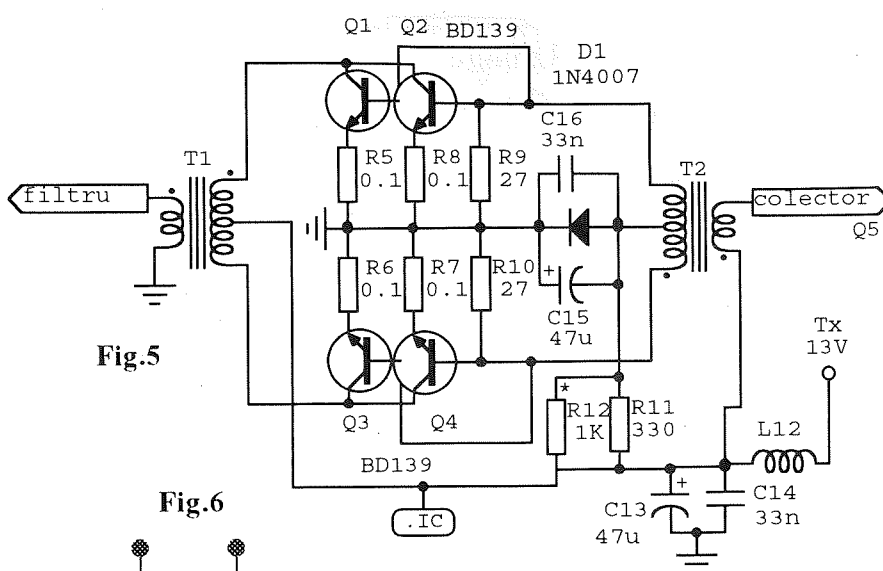 Q1 Q2 BD139
D1
1N4007
C16
33n
T1
R5
0.1
R8
0.1
R9
27
T2
filtru
colector
Q5
R6
0.1
R7
0.1
R10
27
+
C15
47u
Tx
13V
Fig.5
*
R12
1K
R11
330
Q3 Q4
L12
BD139
Fig.6
.IC
+
C13
47u
C14
33n